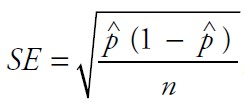 SE = √(p̂ (1 − p̂) / n)